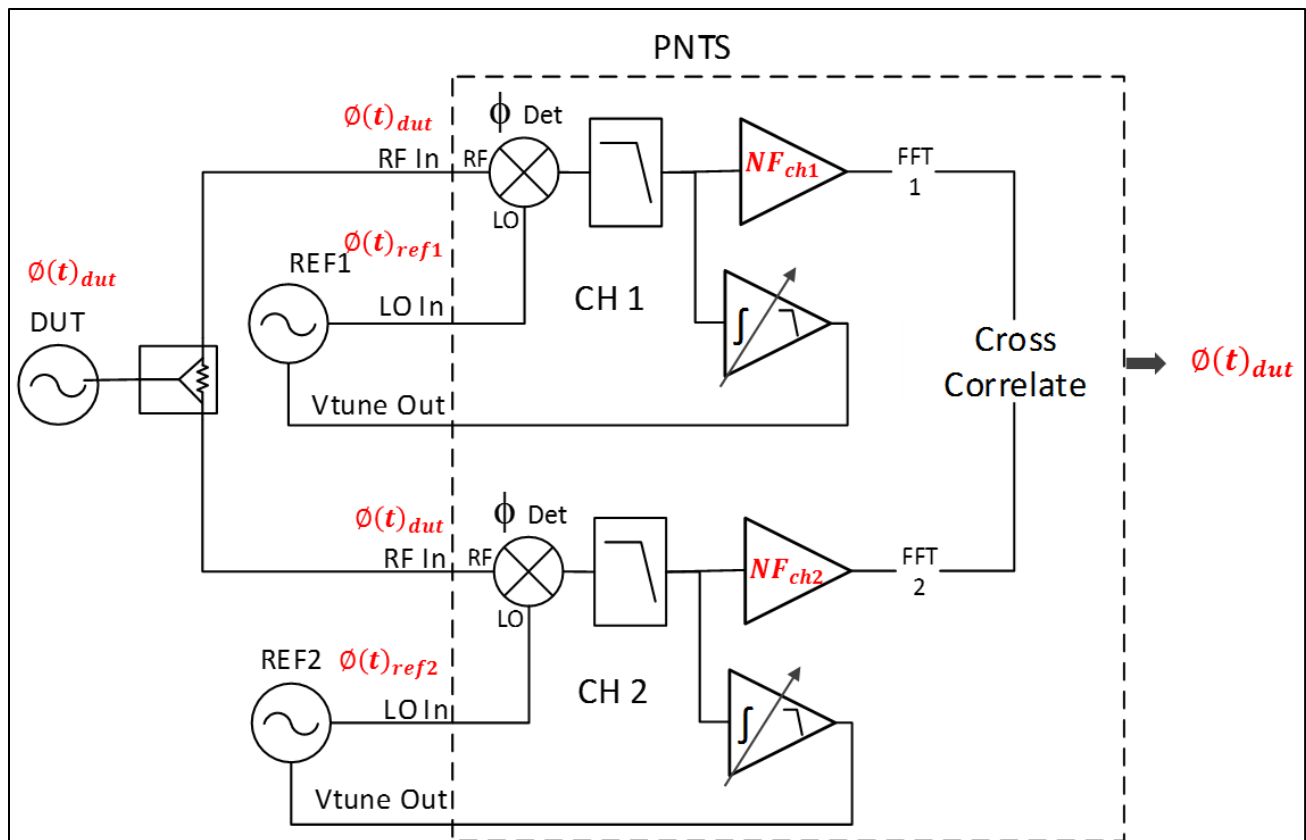 PNTS
Ø(t)dut
ϕ Det
RF In
RF
NFch1
FFT
1
LO
Ø(t)ref1
REF1
Ø(t)dut
DUT
LO In
CH 1
∫
Cross
Correlate
Ø(t)dut
Vtune Out
Ø(t)dut
ϕ Det
RF In
RF
NFch2
FFT
2
LO
REF2
Ø(t)ref2
CH 2
LO In
∫
Vtune Out